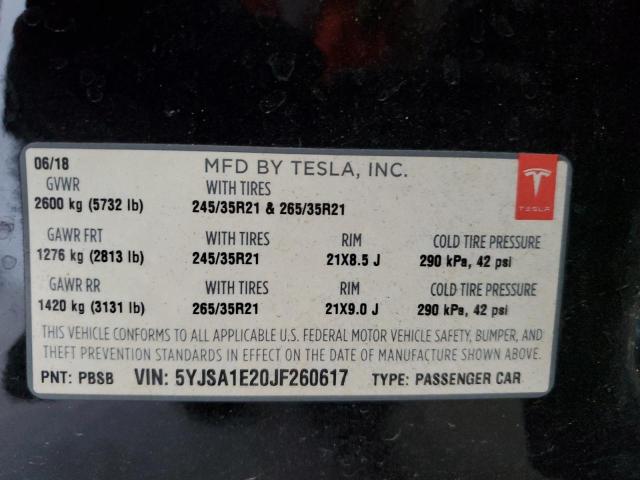 06/18 MFD BY TESLA, INC.
GVWR WITH TIRES
2600 kg (5732 lb) 245/35R21 & 265/35R21
TESLA
GAWR FRT WITH TIRES RIM COLD TIRE PRESSURE
1276 kg (2813 lb) 245/35R21 21X8.5 J 290 kPa, 42 psi
GAWR RR WITH TIRES RIM COLD TIRE PRESSURE
1420 kg (3131 lb) 265/35R21 21X9.0 J 290 kPa, 42 psi
THIS VEHICLE CONFORMS TO ALL APPLICABLE U.S. FEDERAL MOTOR VEHICLE SAFETY, BUMPER, AND
THEFT PREVENTION STANDARDS IN EFFECT ON THE DATE OF MANUFACTURE SHOWN ABOVE.
PNT: PBSB VIN: 5YJSA1E20JF260617 TYPE: PASSENGER CAR